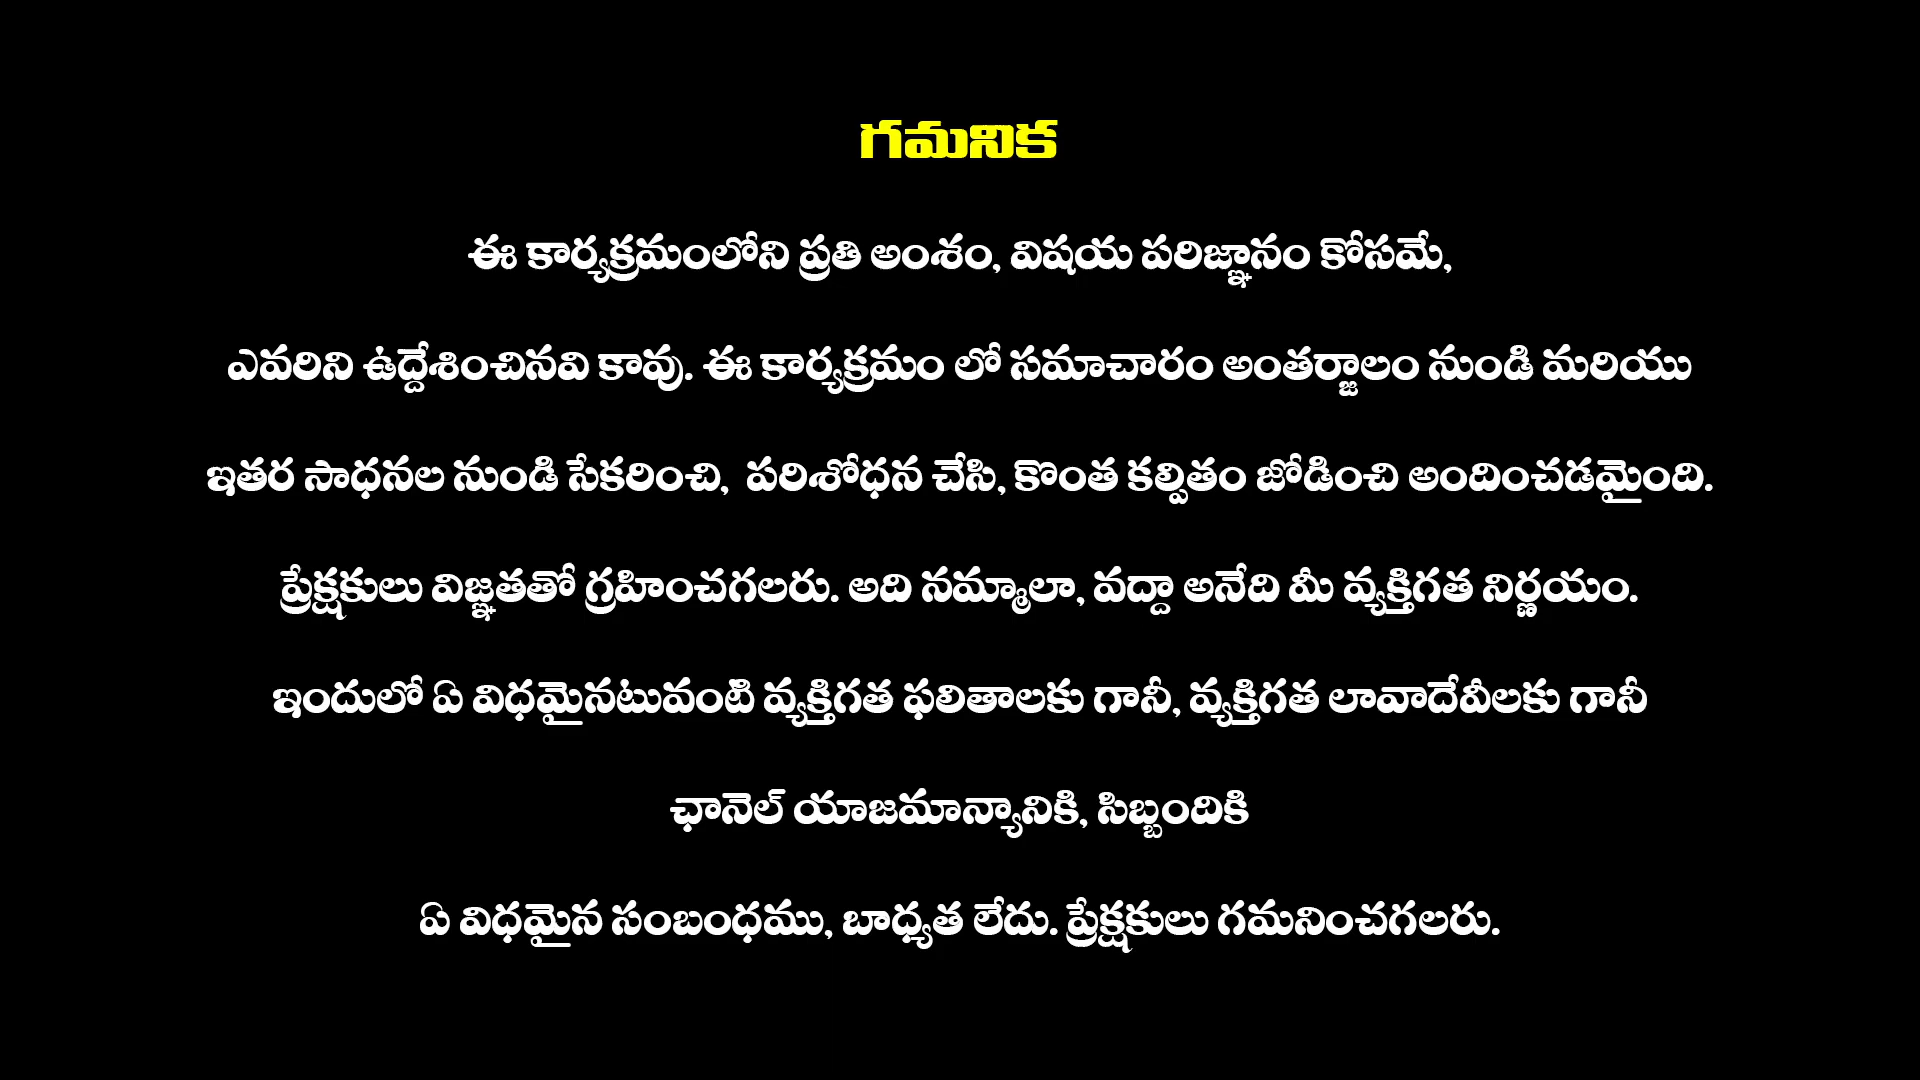 గమనిక
ఈ కార్యక్రమంలోని ప్రతి అంశం, విషయ పరిజ్ఞానం కోసమే,
ఎవరిని ఉద్దేశించినవి కావు. ఈ కార్యక్రమం లో సమాచారం అంతర్జాలం నుండి మరియు
ఇతర సాధనల నుండి సేకరించి, పరిశోధన చేసి, కొంత కల్పితం జోడించి అందించడమైంది.
ప్రేక్షకులు విజ్ఞతతో గ్రహించగలరు. అది నమ్మాలా, వద్దా అనేది మీ వ్యక్తిగత నిర్ణయం.
ఇందులో ఏ విధమైనటువంటి వ్యక్తిగత ఫలితాలకు గానీ, వ్యక్తిగత లావాదేవీలకు గానీ
ఛానెల్ యాజమాన్యానికి, సిబ్బందికి
ఏ విధమైన సంబంధము, బాధ్యత లేదు. ప్రేక్షకులు గమనించగలరు.